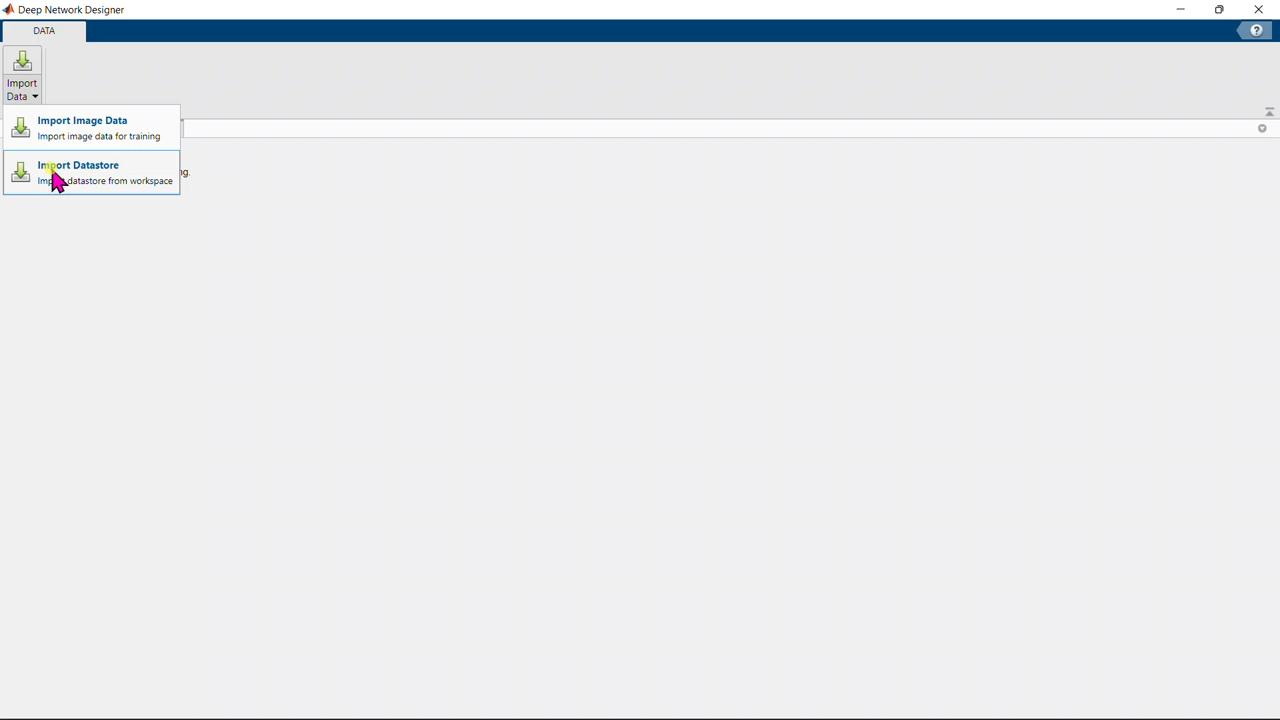 Deep Network Designer
DATA
Import
Data
Import Image Data
Import image data for training
Import Datastore
datastore from workspace
ng.